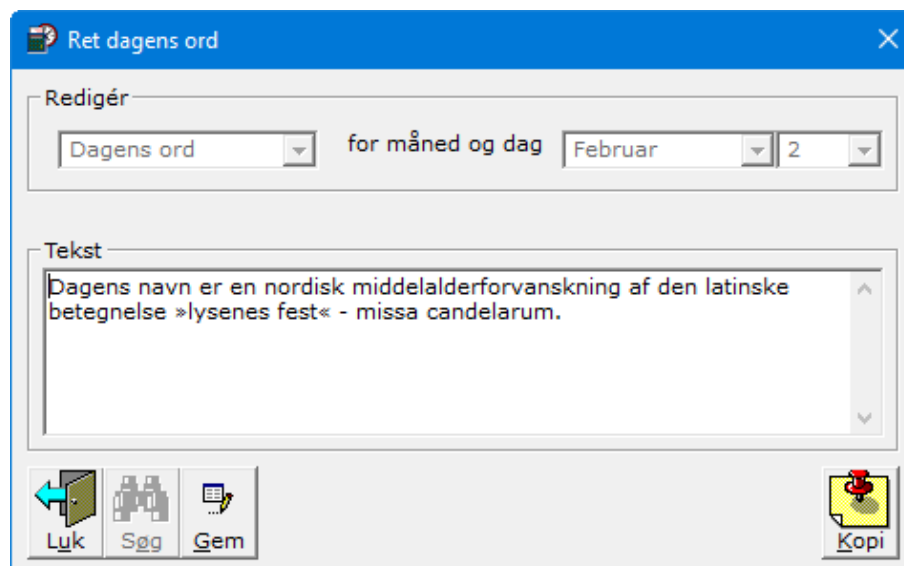 Ret dagens ord
Redigér
Dagens ord for måned og dag Februar 2
Tekst
Dagens navn er en nordisk middelalderforvanskning af den latinske
betegnelse »lysenes fest« - missa candelarum.
Luk Søg Gem Kopi